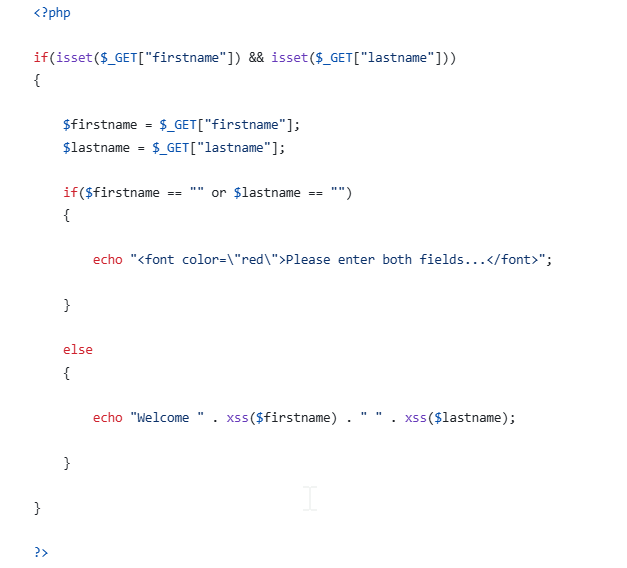 <?php
if(isset($_GET["firstname"]) && isset($_GET["lastname"]))
{
$firstname = $_GET["firstname"];
$lastname = $_GET["lastname"];
if($firstname == "" or $lastname == "")
{
echo "<font color=\"red\">Please enter both fields...</font>";
}
else
{
echo "Welcome " . xss($firstname) . " " . xss($lastname);
}
}
?>